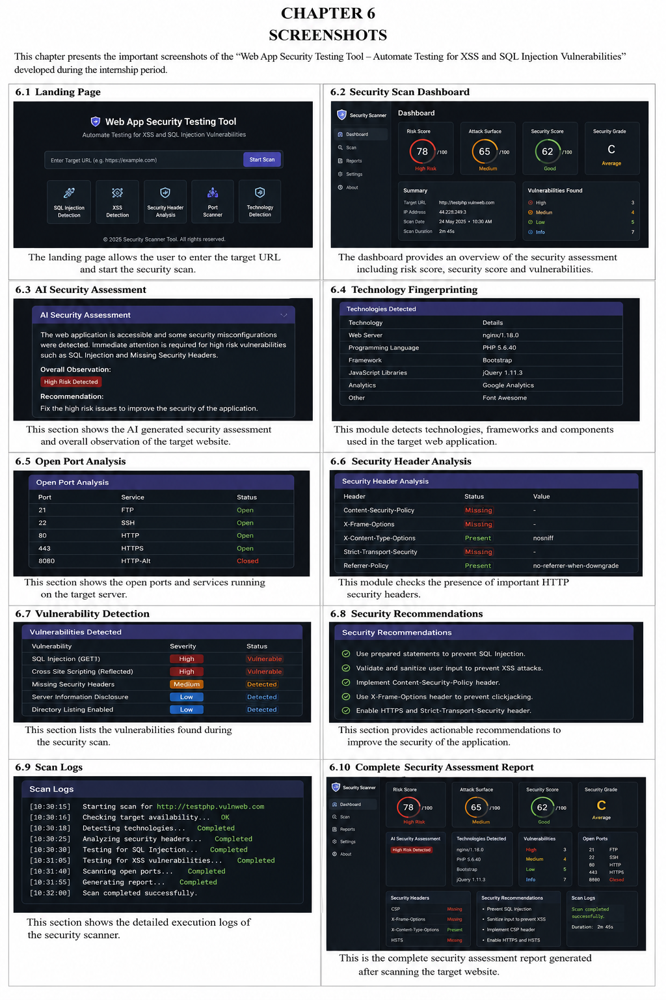 CHAPTER 6
SCREENSHOTS
This chapter presents the important screenshots of the “Web App Security Testing Tool – Automate Testing for XSS and SQL Injection Vulnerabilities”
developed during the internship period.
6.1 Landing Page
Web App Security Testing Tool
Automate Testing for XSS and SQL Injection Vulnerabilities
Enter Target URL (e.g. https://example.com)
Start Scan
SQL Injection Detection
XSS Detection
Security Header Analysis
Port Scanner
Technology Detection
© 2025 Security Scanner Tool. All rights reserved.
The landing page allows the user to enter the target URL
and start the security scan.
6.2 Security Scan Dashboard
Security Scanner
Dashboard
Scan
Reports
Settings
About
Dashboard
Risk Score
78 /100
High Risk
Attack Surface
65 /100
Medium
Security Score
62 /100
Good
Security Grade
C
Average
Summary
Target URL http://testphp.vulnweb.com
IP Address 44.228.249.3
Scan Date 24 May 2025 • 10:30 AM
Scan Duration 2m 45s
Vulnerabilities Found
High 3
Medium 4
Low 5
Info 7
The dashboard provides an overview of the security assessment
including risk score, security score and vulnerabilities.
6.3 AI Security Assessment
AI Security Assessment
The web application is accessible and some security misconfigurations
were detected. Immediate attention is required for high risk vulnerabilities
such as SQL Injection and Missing Security Headers.
Overall Observation:
High Risk Detected
Recommendation:
Fix the high risk issues to improve the security of the application.
This section shows the AI generated security assessment
and overall observation of the target website.
6.4 Technology Fingerprinting
Technologies Detected
Technology Details
Web Server nginx/1.18.0
Programming Language PHP 5.6.40
Framework Bootstrap
JavaScript Libraries jQuery 1.11.3
Analytics Google Analytics
Other Font Awesome
This module detects technologies, frameworks and components
used in the target web application.
6.5 Open Port Analysis
Open Port Analysis
Port Service Status
21 FTP Open
22 SSH Open
80 HTTP Open
443 HTTPS Open
8080 HTTP-Alt Closed
This section shows the open ports and services running
on the target server.
6.6 Security Header Analysis
Security Header Analysis
Header Status Value
Content-Security-Policy Missing -
X-Frame-Options Missing -
X-Content-Type-Options Present nosniff
Strict-Transport-Security Missing -
Referrer-Policy Present no-referrer-when-downgrade
This module checks the presence of important HTTP
security headers.
6.7 Vulnerability Detection
Vulnerabilities Detected
Vulnerability Severity Status
SQL Injection (GET1) High Vulnerable
Cross Site Scripting (Reflected) High Vulnerable
Missing Security Headers Medium Detected
Server Information Disclosure Low Detected
Directory Listing Enabled Low Detected
This section lists the vulnerabilities found during
the security scan.
6.8 Security Recommendations
Security Recommendations
Use prepared statements to prevent SQL Injection.
Validate and sanitize user input to prevent XSS attacks.
Implement Content-Security-Policy header.
Use X-Frame-Options header to prevent clickjacking.
Enable HTTPS and Strict-Transport-Security header.
This section provides actionable recommendations to
improve the security of the application.
6.9 Scan Logs
Scan Logs
[10:30:15] Starting scan for http://testphp.vulnweb.com
[10:30:16] Checking target availability... OK
[10:30:18] Detecting technologies... Completed
[10:30:25] Analyzing security headers... Completed
[10:30:30] Testing for SQL Injection... Completed
[10:31:05] Testing for XSS vulnerabilities... Completed
[10:31:40] Scanning open ports... Completed
[10:31:55] Generating report... Completed
[10:32:00] Scan completed successfully.
This section shows the detailed execution logs of
the security scanner.
6.10 Complete Security Assessment Report
Security Scanner
Dashboard
Scan
Reports
Settings
About
Risk Score
78 /100
High Risk
Attack Surface
65 /100
Medium
Security Score
62 /100
Good
Security Grade
C
Average
AI Security Assessment
High Risk Detected
Technologies Detected
nginx/1.18.0
PHP 5.6.40
Bootstrap
jQuery 1.11.3
Vulnerabilities
High 3
Medium 4
Low 5
Info 7
Open Ports
21 FTP
22 SSH
80 HTTP
443 HTTPS
8080 Closed
Security Headers
CSP Missing
X-Frame-Options Missing
X-Content-Type-Options Present
HSTS Missing
Security Recommendations
• Prevent SQL Injection
• Sanitize input to prevent XSS
• Implement CSP header
• Enable HTTPS and HSTS
Scan Logs
Scan completed
successfully.
Duration: 2m 45s
This is the complete security assessment report generated
after scanning the target website.